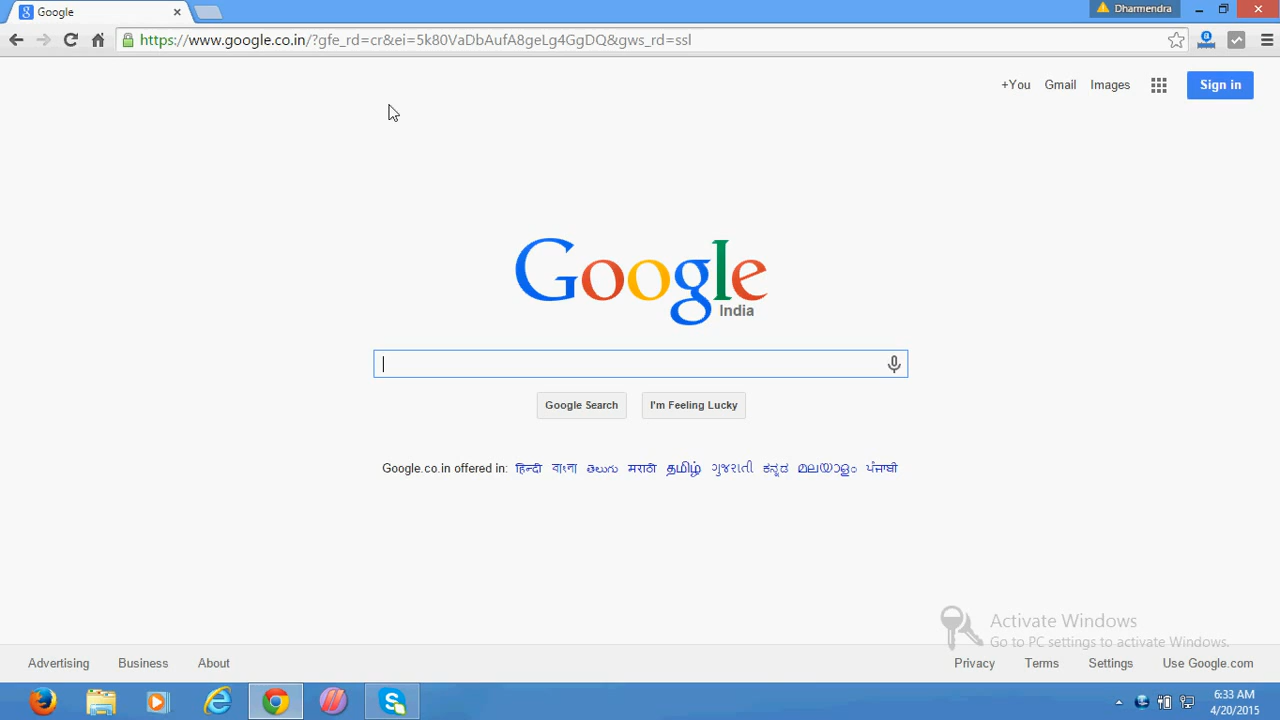 Google
Dharmendra
https://www.google.co.in/?gfe_rd=cr&ei=5k80VaDbAufA8geLg4GgDQ&gws_rd=ssl
+You Gmail Images Sign in
Google
India
Google Search I'm Feeling Lucky
Google.co.in offered in: हिन्दी বাংলা తెలుగు मराठी தமிழ் ગુજરાતી ಕನ್ನಡ മലയാളം ਪੰਜਾਬੀ
Activate Windows
Go to PC settings to activate Windows.
Advertising Business About Privacy Terms Settings Use Google.com
6:33 AM
4/20/2015